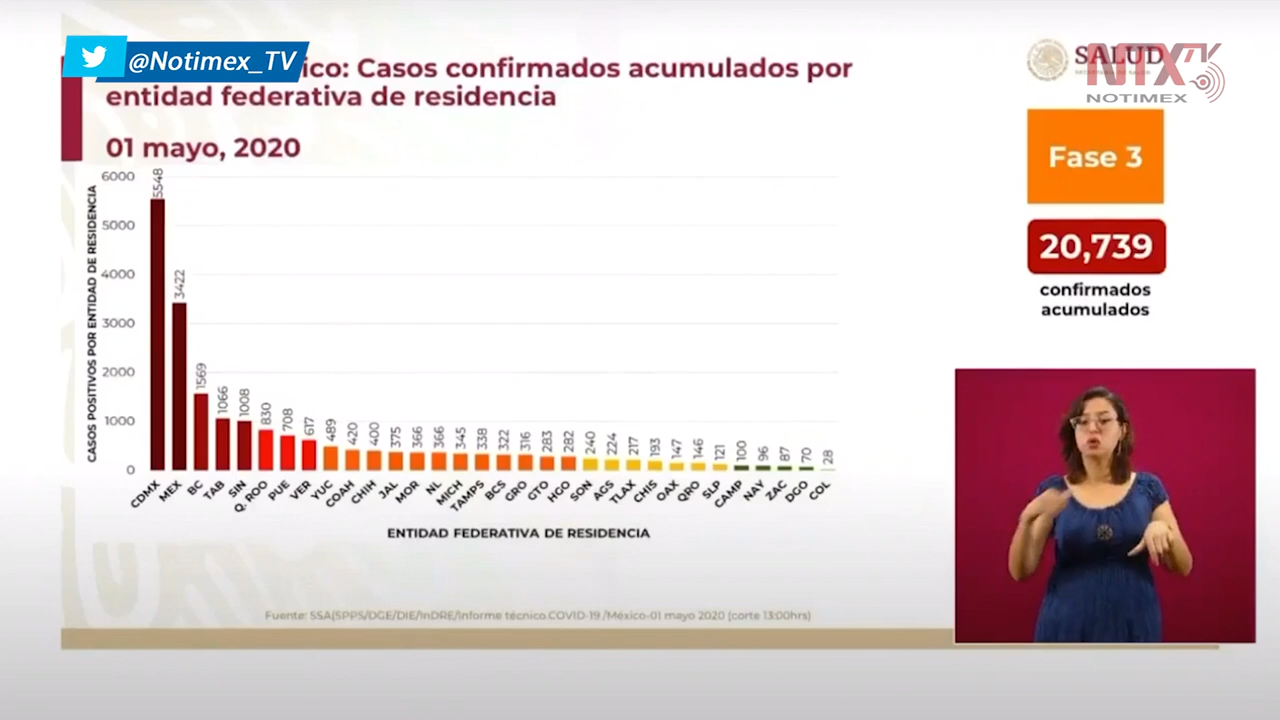 @Notimex_TV
ico: Casos confirmados acumulados por
entidad federativa de residencia
01 mayo, 2020
SALUD
NTX TV
NOTIMEX
Fase 3
20,739
confirmados
acumulados
CASOS POSITIVOS POR ENTIDAD DE RESIDENCIA
6000
5000
4000
3000
2000
1000
0
5548
3422
1569
1066
1008
830
708
617
489
420
400
375
366
366
345
338
322
316
283
282
240
224
217
193
147
146
121
100
96
87
70
28
CDMX
MEX
BC
TAB
SIN
Q. ROO
PUE
VER
YUC
COAH
CHIH
JAL
MOR
NL
MICH
TAMPS
BCS
GRO
GTO
HGO
SON
AGS
TLAX
CHIS
OAX
QRO
SLP
CAMP
NAY
ZAC
DGO
COL
ENTIDAD FEDERATIVA DE RESIDENCIA
Fuente: SSA(SPPS/DGE/DIE/InDRE/Informe técnico.COVID-19 /México-01 mayo 2020 (corte 13:00hrs)